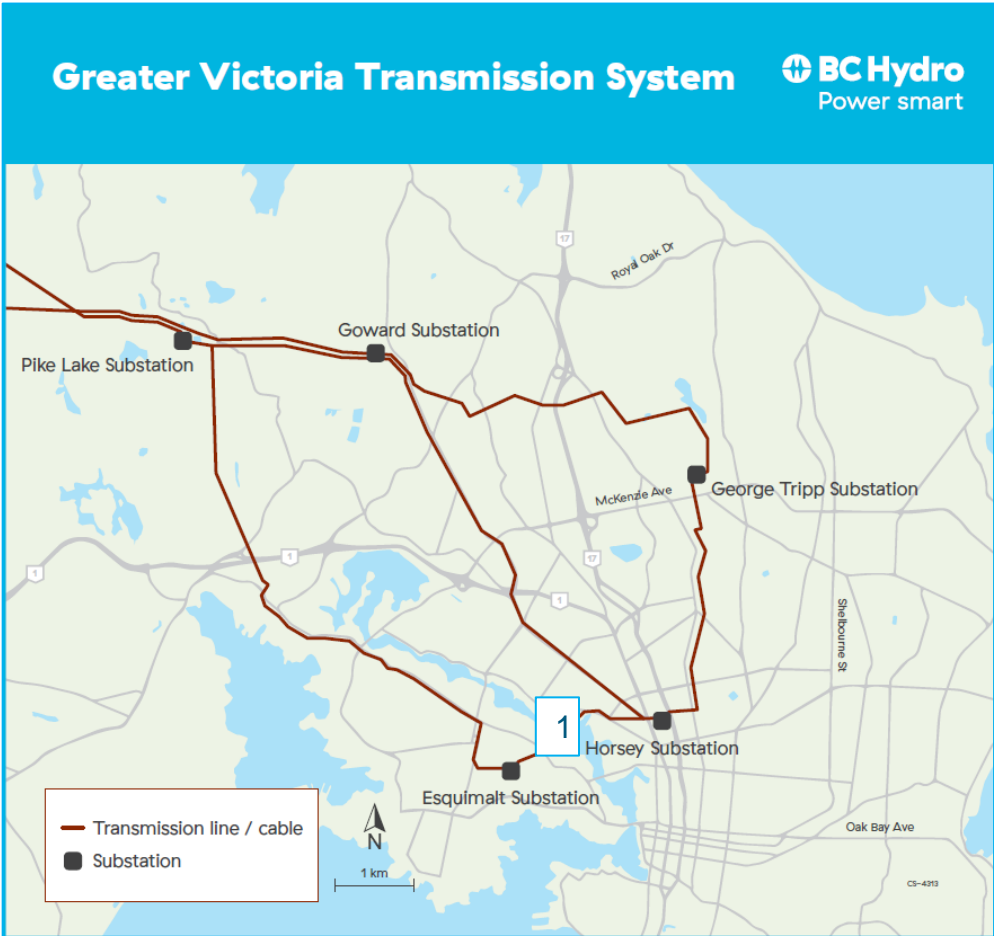 Greater Victoria Transmission System
BC Hydro
Power smart
17
Royal Oak Dr
Goward Substation
Pike Lake Substation
George Tripp Substation
McKenzie Ave
1
17
1
1
Shelbourne St
1
Horsey Substation
Esquimalt Substation
Transmission line / cable
Substation
N
1 km
Oak Bay Ave
CS-4313